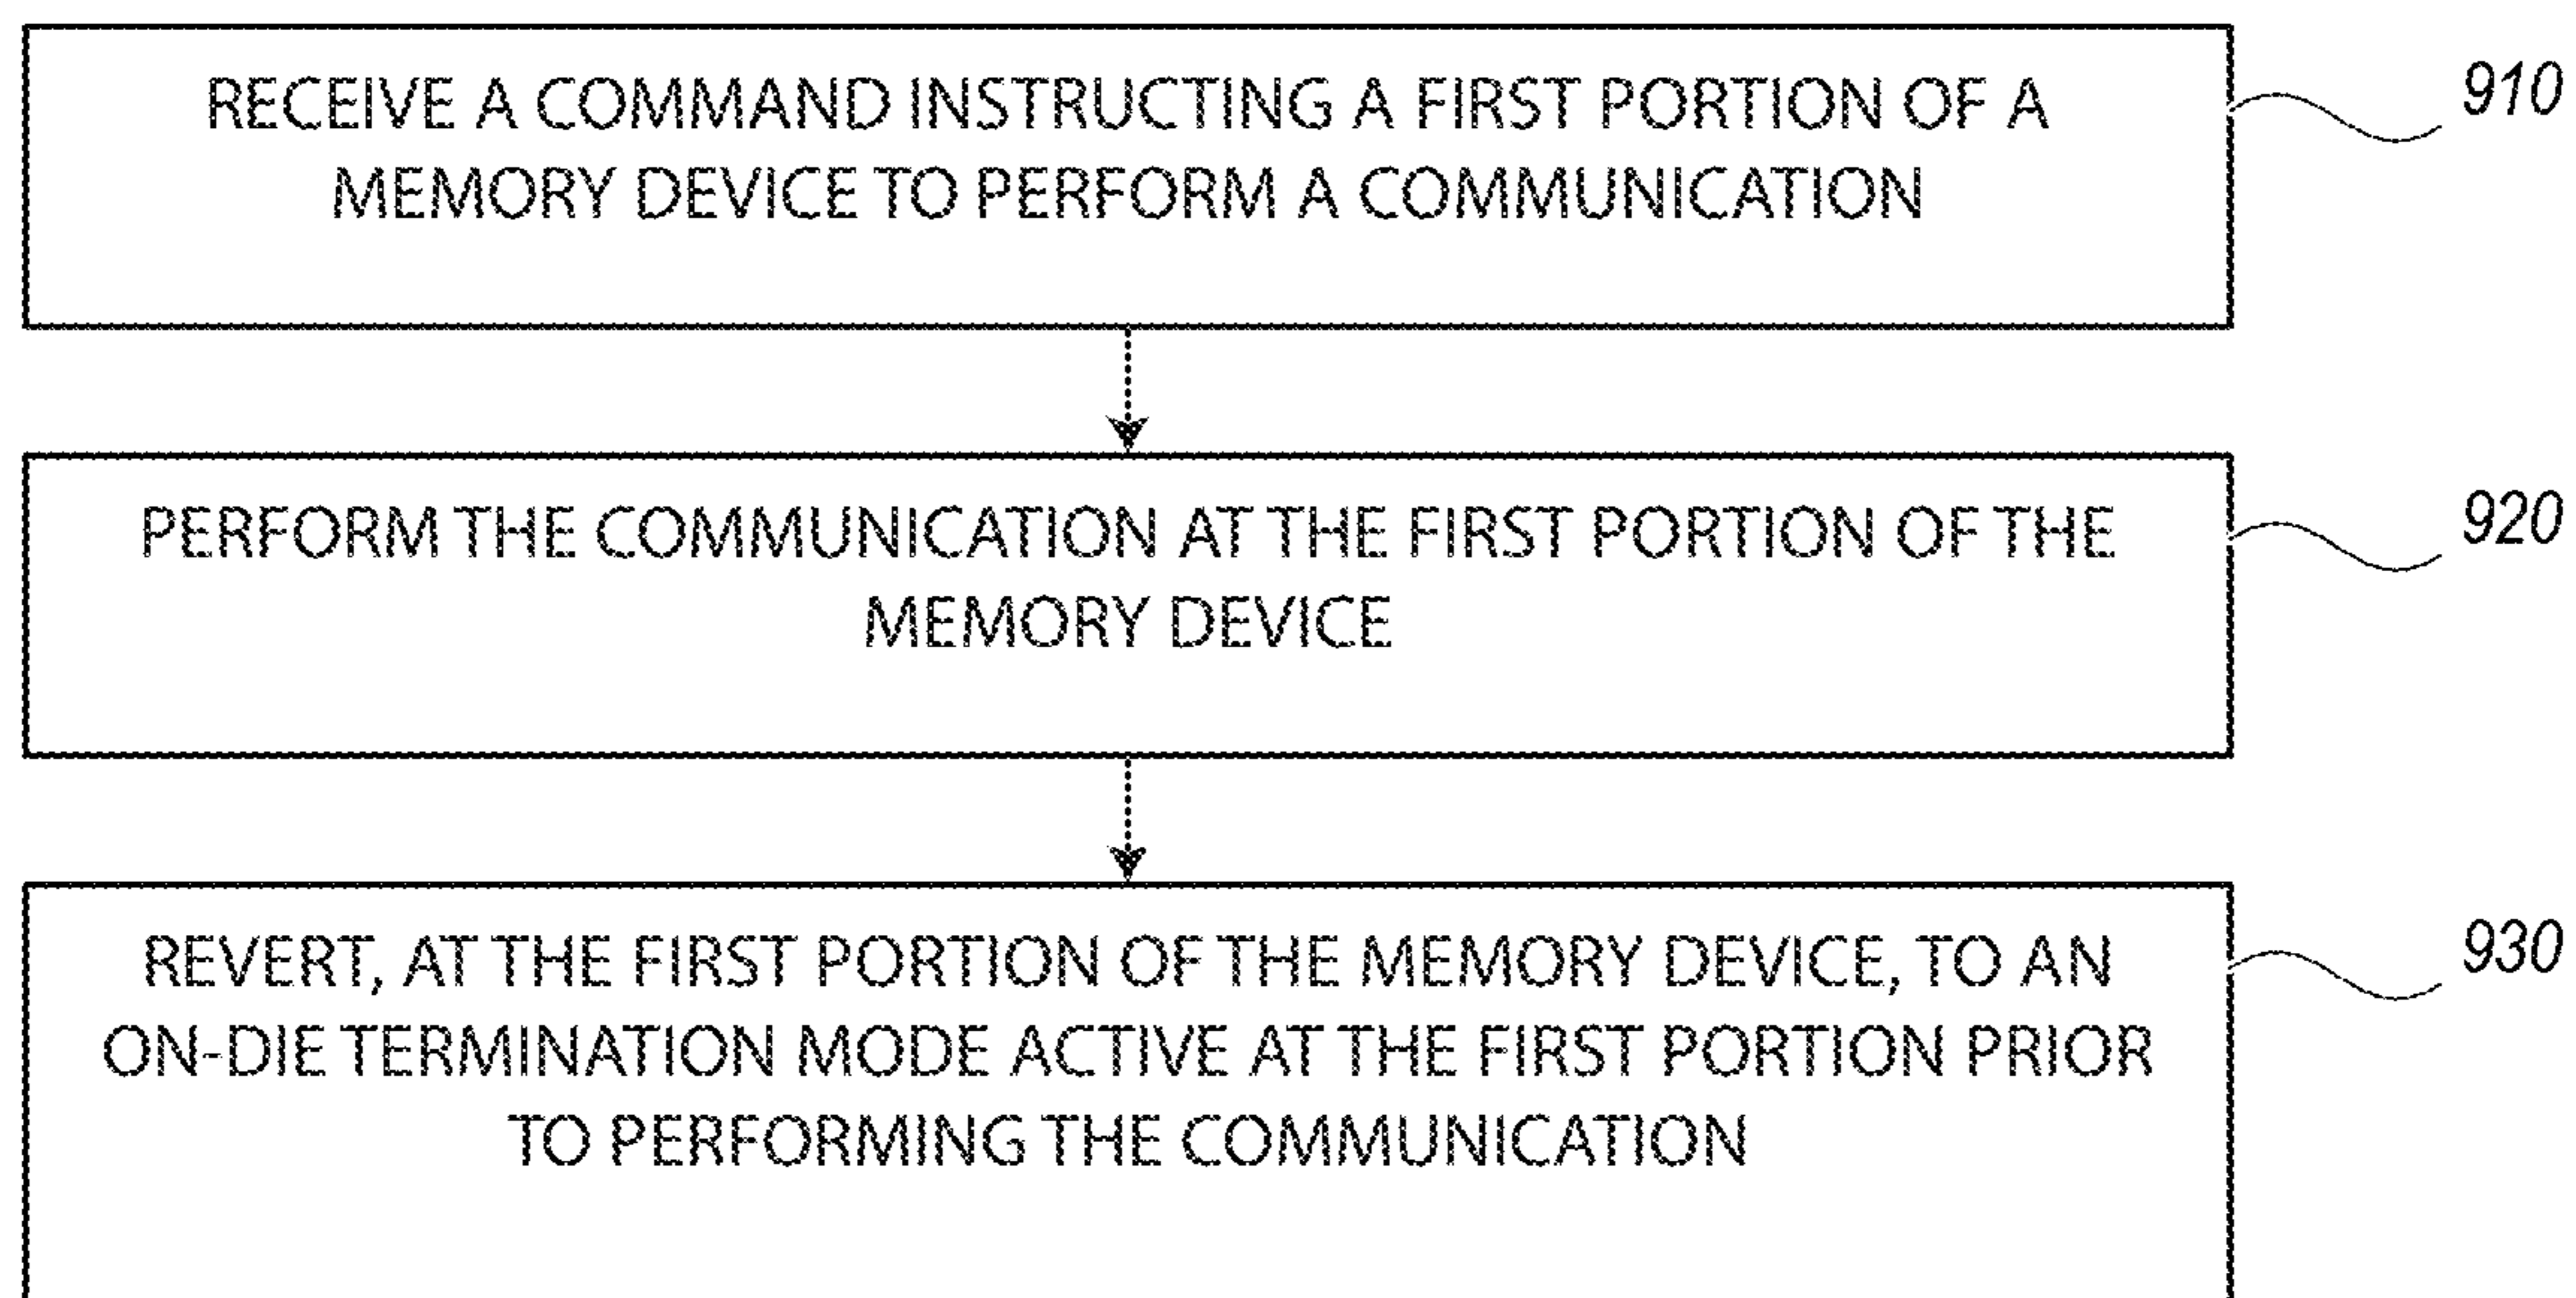 RECEIVE A COMMAND INSTRUCTING A FIRST PORTION OF A
MEMORY DEVICE TO PERFORM A COMMUNICATION
910
PERFORM THE COMMUNICATION AT THE FIRST PORTION OF THE
MEMORY DEVICE
920
REVERT, AT THE FIRST PORTION OF THE MEMORY DEVICE, TO AN
ON-DIE TERMINATION MODE ACTIVE AT THE FIRST PORTION PRIOR
TO PERFORMING THE COMMUNICATION
930